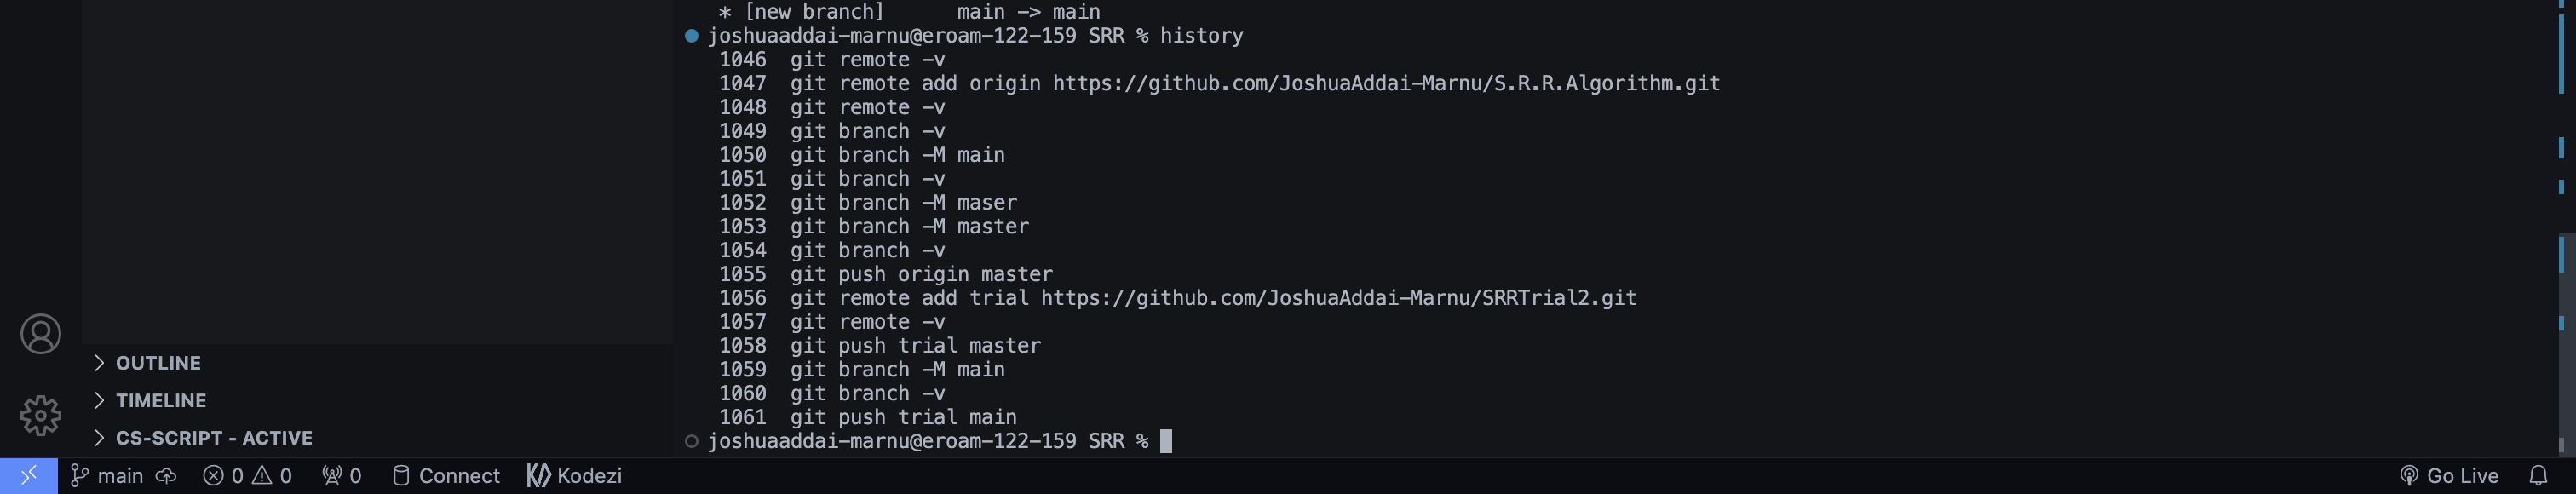 * [new branch]      main -> main
joshuaaddai-marnu@eroam-122-159 SRR % history
1046  git remote -v
1047  git remote add origin https://github.com/JoshuaAddai-Marnu/S.R.R.Algorithm.git
1048  git remote -v
1049  git branch -v
1050  git branch -M main
1051  git branch -v
1052  git branch -M maser
1053  git branch -M master
1054  git branch -v
1055  git push origin master
1056  git remote add trial https://github.com/JoshuaAddai-Marnu/SRRTrial2.git
1057  git remote -v
1058  git push trial master
1059  git branch -M main
1060  git branch -v
1061  git push trial main
joshuaaddai-marnu@eroam-122-159 SRR %
OUTLINE
TIMELINE
CS-SCRIPT - ACTIVE
main 0 0 0 Connect Kodezi Go Live